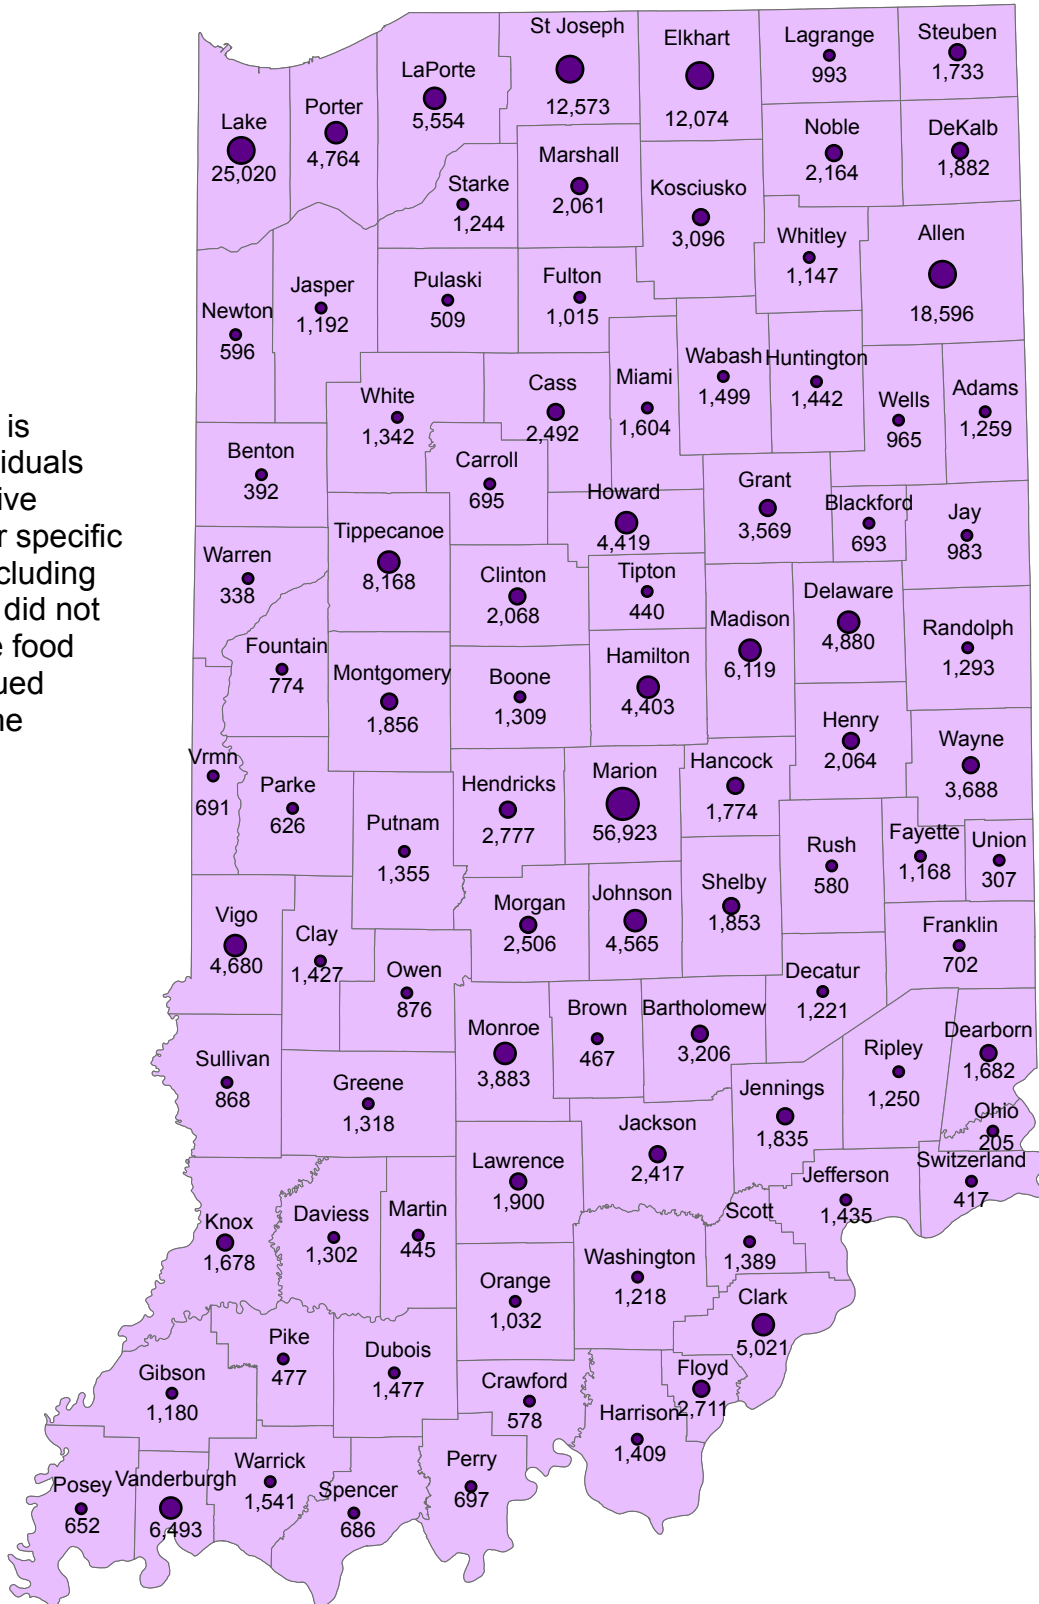 is
viduals
ive
r specific
cluding
did not
e food
ued
ne
St Joseph
12,573
Elkhart
12,074
Lagrange
993
Steuben
1,733
LaPorte
5,554
Porter
4,764
Lake
25,020
Noble
2,164
DeKalb
1,882
Marshall
2,061
Starke
1,244
Kosciusko
3,096
Whitley
1,147
Allen
18,596
Newton
596
Jasper
1,192
Pulaski
509
Fulton
1,015
Wabash
1,499
Huntington
1,442
Miami
1,604
Cass
2,492
White
1,342
Wells
965
Adams
1,259
Benton
392
Carroll
695
Howard
4,419
Grant
3,569
Blackford
693
Jay
983
Tippecanoe
8,168
Warren
338
Clinton
2,068
Tipton
440
Madison
6,119
Delaware
4,880
Randolph
1,293
Fountain
774
Montgomery
1,856
Boone
1,309
Hamilton
4,403
Henry
2,064
Wayne
3,688
Vrmn
691
Parke
626
Putnam
1,355
Hendricks
2,777
Marion
56,923
Hancock
1,774
Rush
580
Fayette
1,168
Union
307
Vigo
4,680
Clay
1,427
Owen
876
Morgan
2,506
Johnson
4,565
Shelby
1,853
Franklin
702
Decatur
1,221
Sullivan
868
Greene
1,318
Monroe
3,883
Brown
467
Bartholomew
3,206
Jennings
1,835
Ripley
1,250
Dearborn
1,682
Ohio
205
Switzerland
417
Jefferson
1,435
Jackson
2,417
Lawrence
1,900
Martin
445
Daviess
1,302
Knox
1,678
Scott
1,389
Washington
1,218
Orange
1,032
Clark
5,021
Floyd
2,711
Harrison
1,409
Crawford
578
Dubois
1,477
Pike
477
Gibson
1,180
Perry
697
Spencer
686
Warrick
1,541
Vanderburgh
6,493
Posey
652